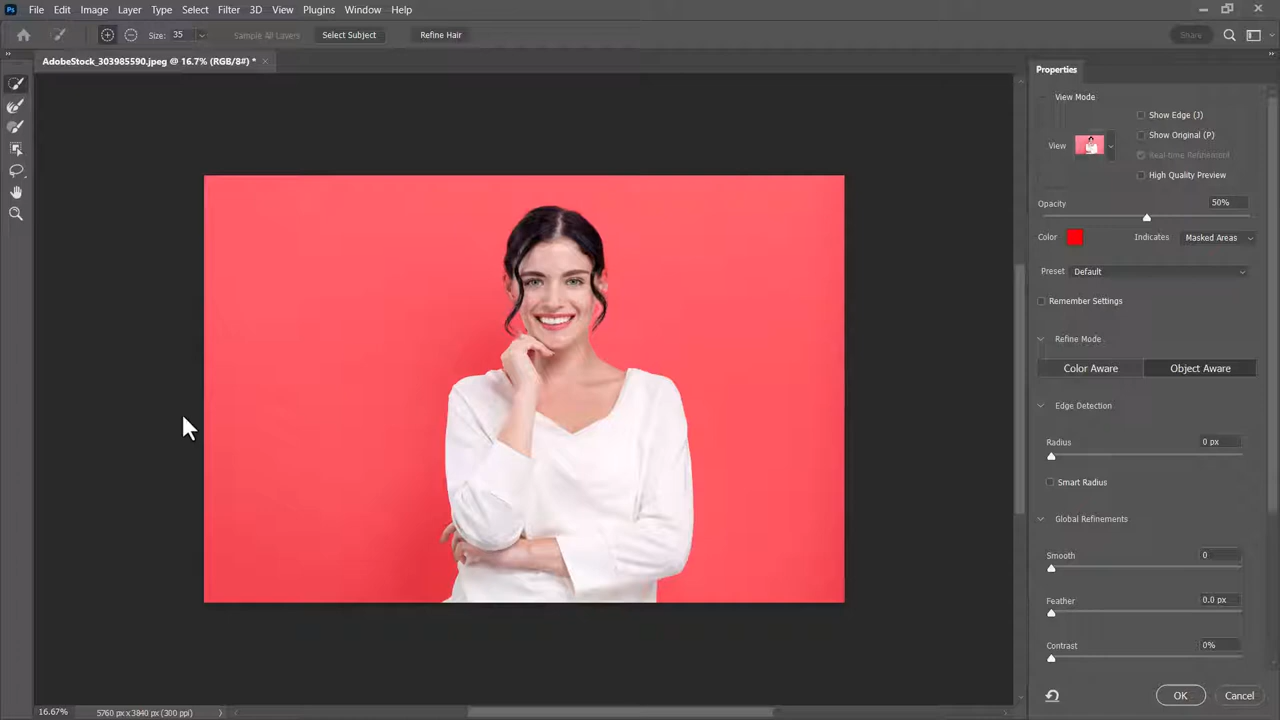 Ps File Edit Image Layer Type Select Filter 3D View Plugins Window Help
Size: 35 Sample All Layers Select Subject Refine Hair Share
AdobeStock_303985590.jpeg @ 16.7% (RGB/8#) *
Properties
View Mode
Show Edge (J)
Show Original (P)
View
Real-time Refinement
High Quality Preview
Opacity 50%
Color Indicates Masked Areas
Preset Default
Remember Settings
Refine Mode
Color Aware Object Aware
Edge Detection
Radius 0 px
Smart Radius
Global Refinements
Smooth 0
Feather 0.0 px
Contrast 0%
OK Cancel
16.67% 5760 px x 3840 px (300 ppi)